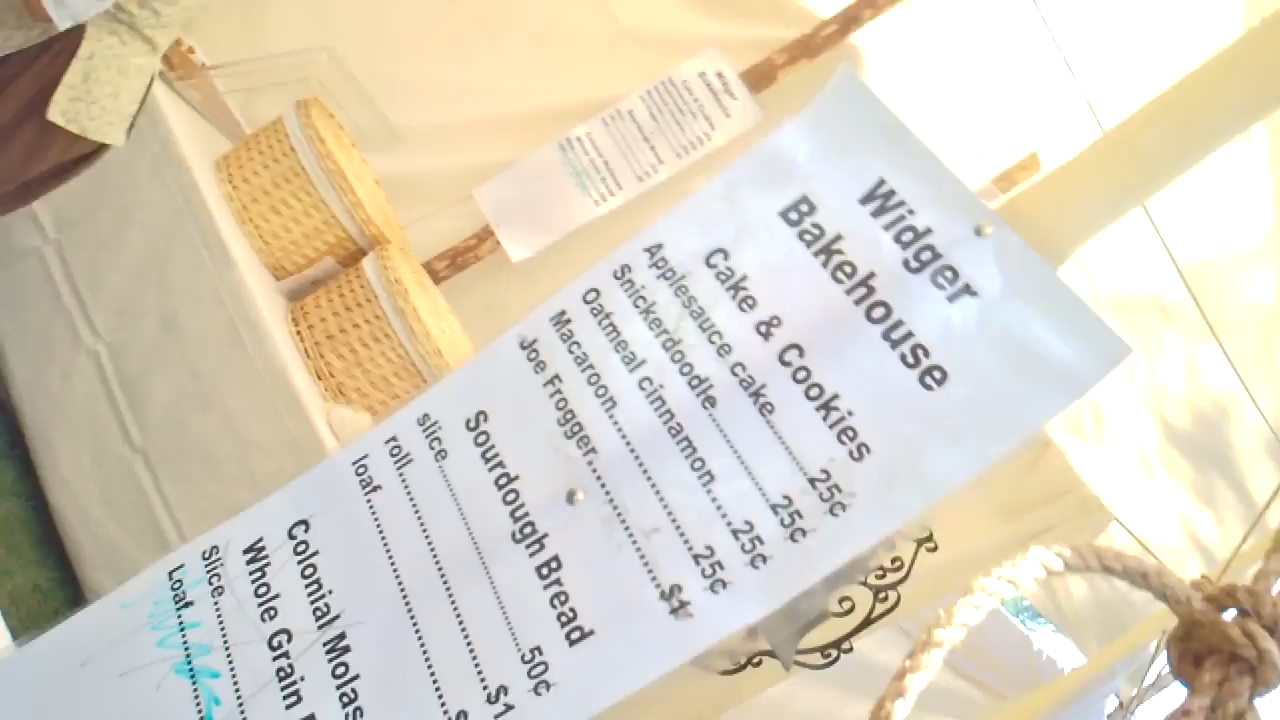 Widger
Bakehouse
Cake & Cookies
Applesauce cake..........25¢
Snickerdoodle...............25¢
Oatmeal cinnamon........25¢
Macaroon....................25¢
Joe Frogger..................$1
Sourdough Bread
slice..............................50¢
roll................................$1
loaf...............................
Colonial
Whole Grain
Slice.............
Loaf..............